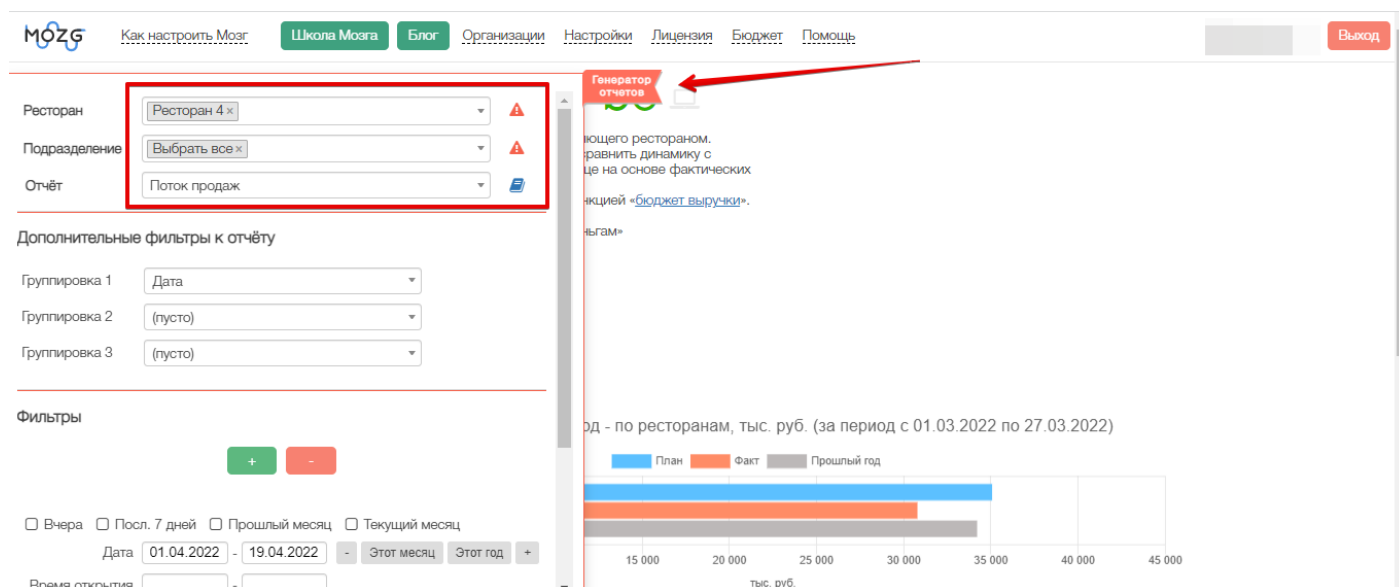 MOZG
Как настроить Мозг Школа Мозга Блог Организации Настройки Лицензия Бюджет Помощь Выход
Генератор
отчетов
Ресторан Ресторан 4 ×
Подразделение Выбрать все ×
Отчёт Поток продаж
ющего рестораном.
равнить динамику с
це на основе фактических
нкцией «бюджет выручки».
ньгам»
Дополнительные фильтры к отчёту
Группировка 1 Дата
Группировка 2 (пусто)
Группировка 3 (пусто)
Фильтры
+ -
Вчера Посл. 7 дней Прошлый месяц Текущий месяц
Дата 01.04.2022 - 19.04.2022 - Этот месяц Этот год +
Время открытия -
од - по ресторанам, тыс. руб. (за период с 01.03.2022 по 27.03.2022)
План Факт Прошлый год
15 000 20 000 25 000 30 000 35 000 40 000 45 000
тыс. руб.